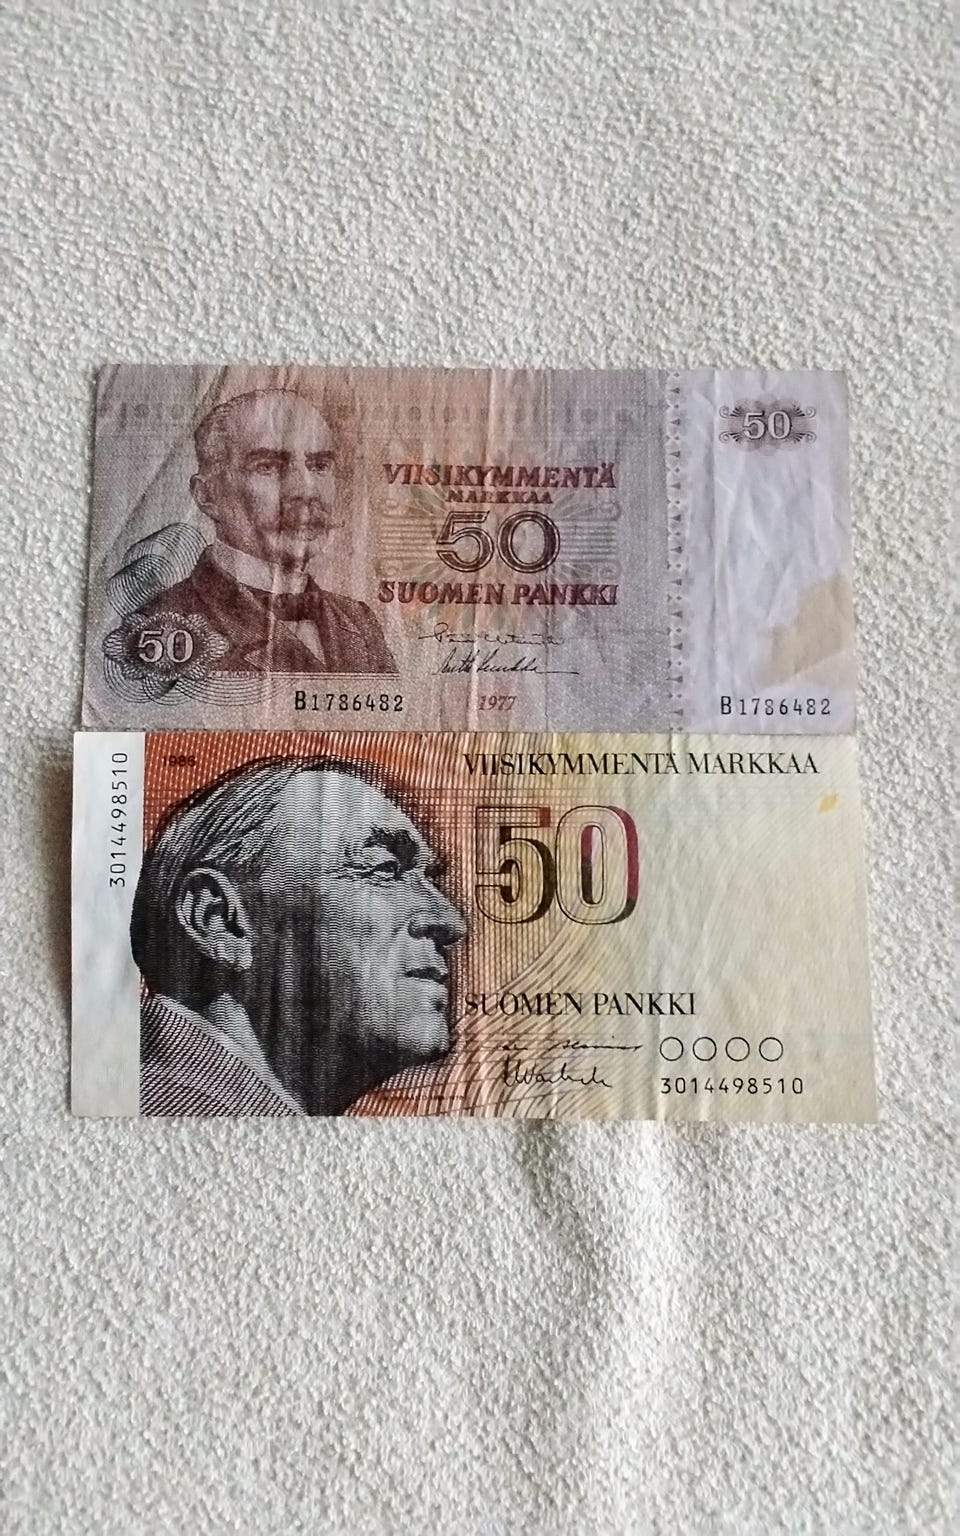 50
VIISIKYMMENTÄ
MARKKAA
50
SUOMEN PANKKI
50
B1786482
1977
B1786482
3014498510
1986
VIISIKYMMENTÄ MARKKAA
50
SUOMEN PANKKI
3014498510